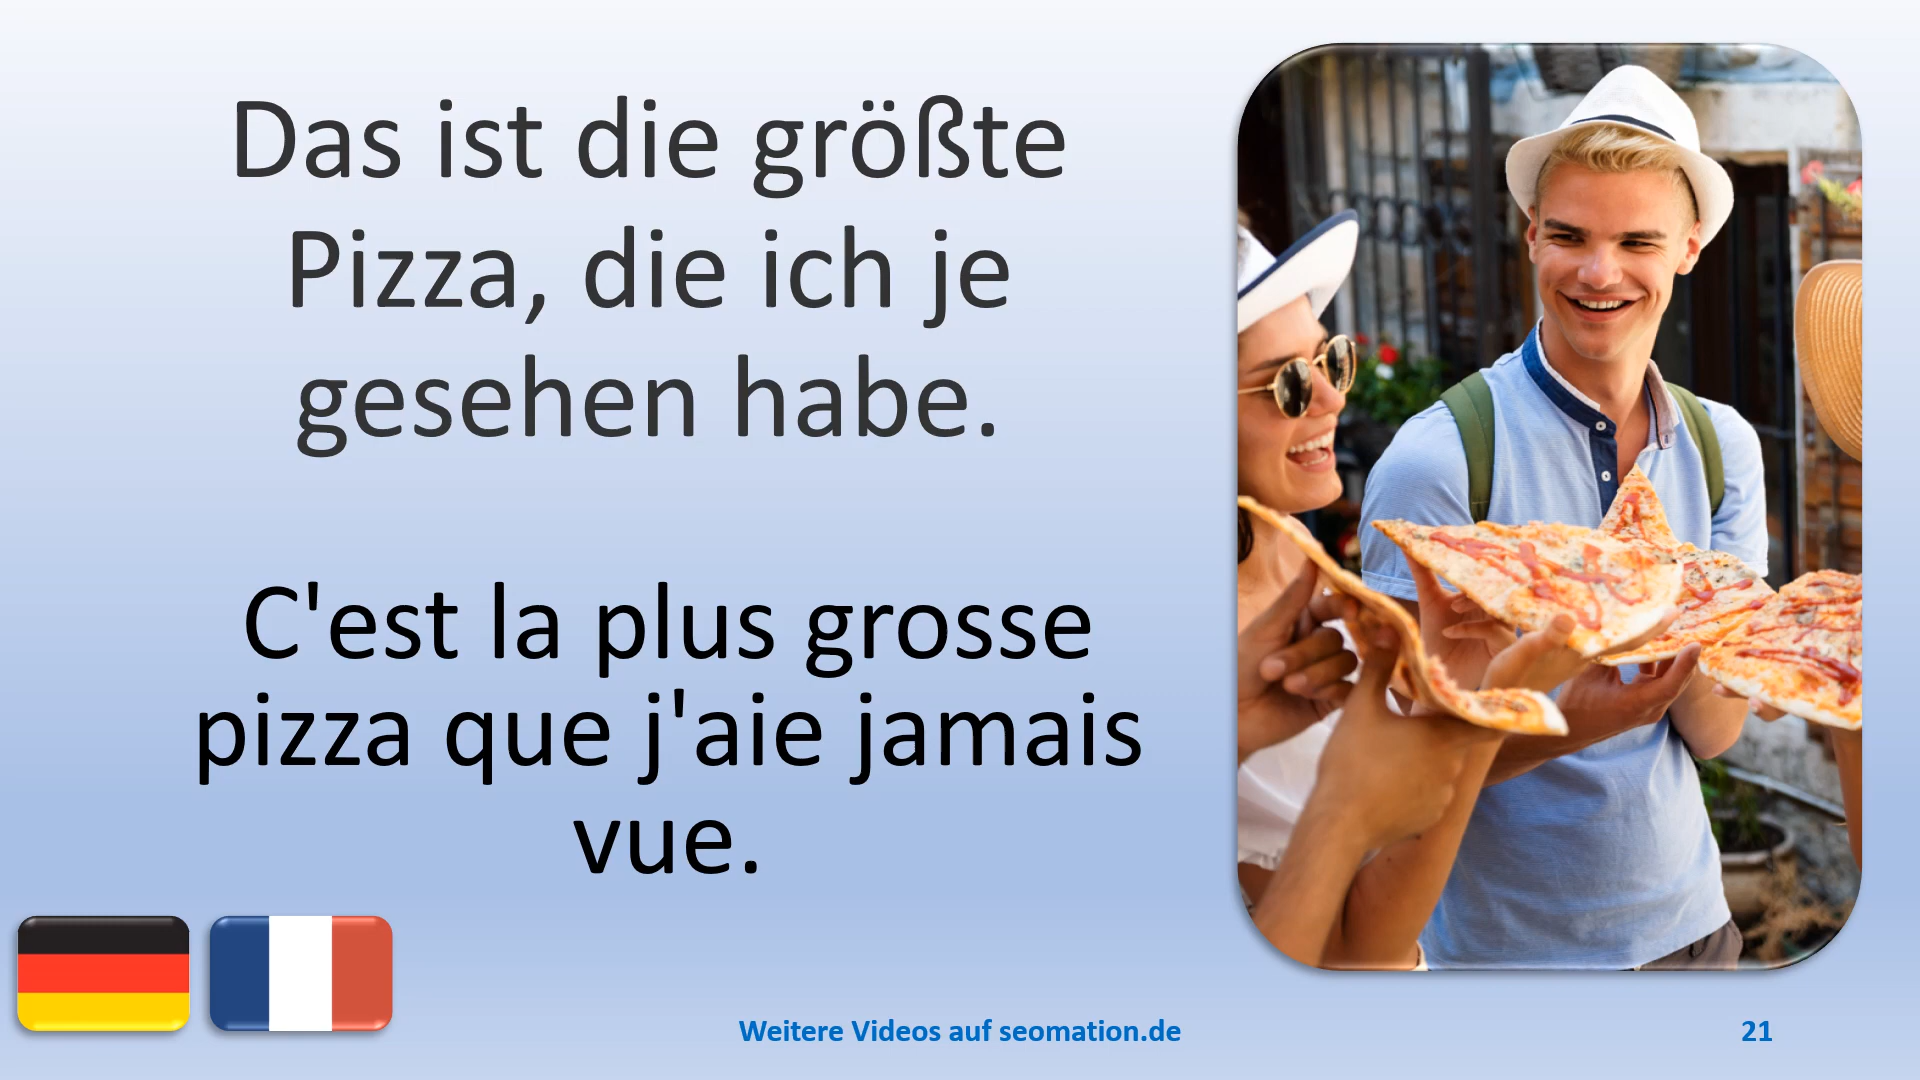 Das ist die größte
Pizza, die ich je
gesehen habe.
C'est la plus grosse
pizza que j'aie jamais
vue.
Weitere Videos auf seomation.de
21